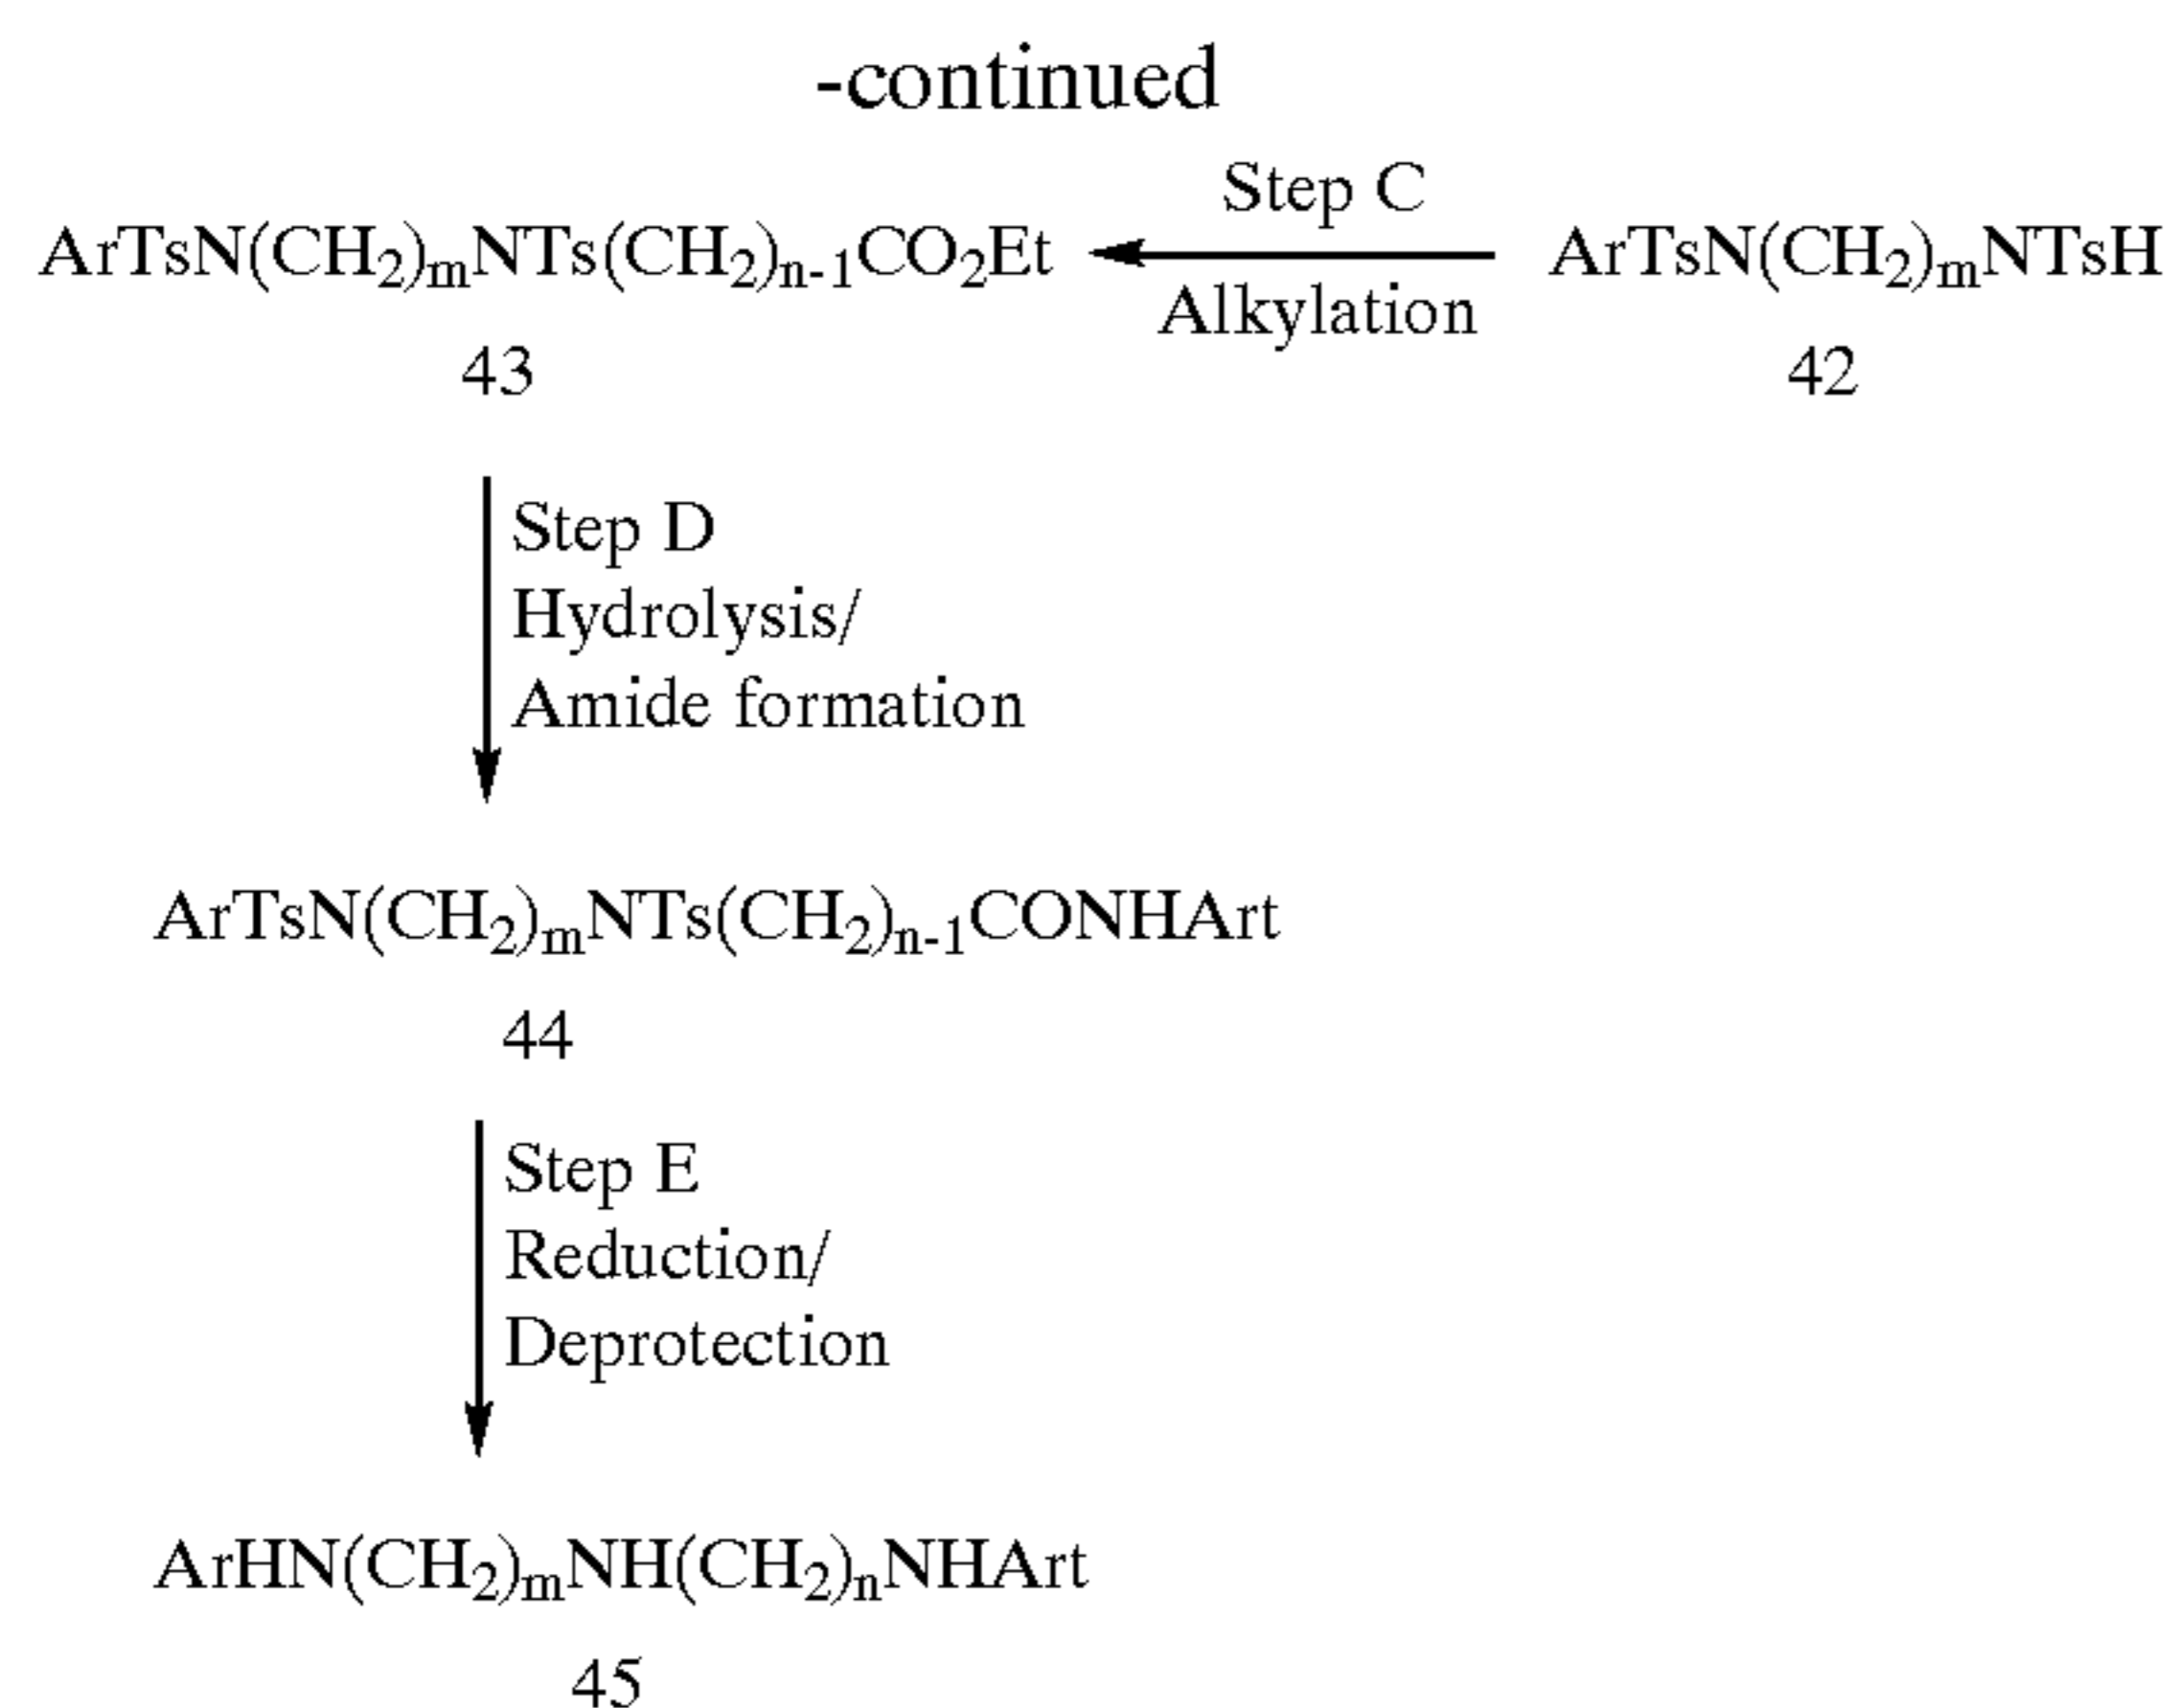 -continued
Step C
ArTsN(CH₂)ₘNTs(CH₂)ₙ₋₁CO₂Et ArTsN(CH₂)ₘNTsH
Alkylation
43 42
Step D
Hydrolysis/
Amide formation
ArTsN(CH₂)ₘNTs(CH₂)ₙ₋₁CONHArt
44
Step E
Reduction/
Deprotection
ArHN(CH₂)ₘNH(CH₂)ₙNHArt
45